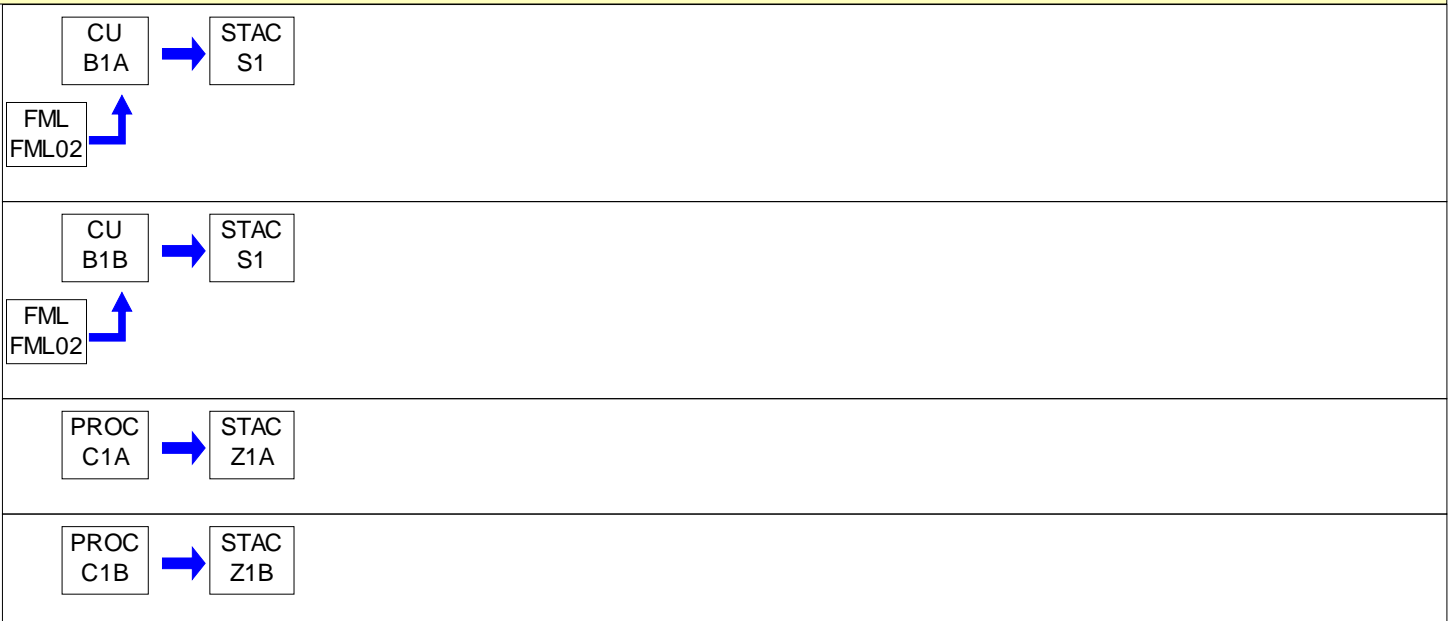 CU
B1A
STAC
S1
FML
FML02
CU
B1B
STAC
S1
FML
FML02
PROC
C1A
STAC
Z1A
PROC
C1B
STAC
Z1B